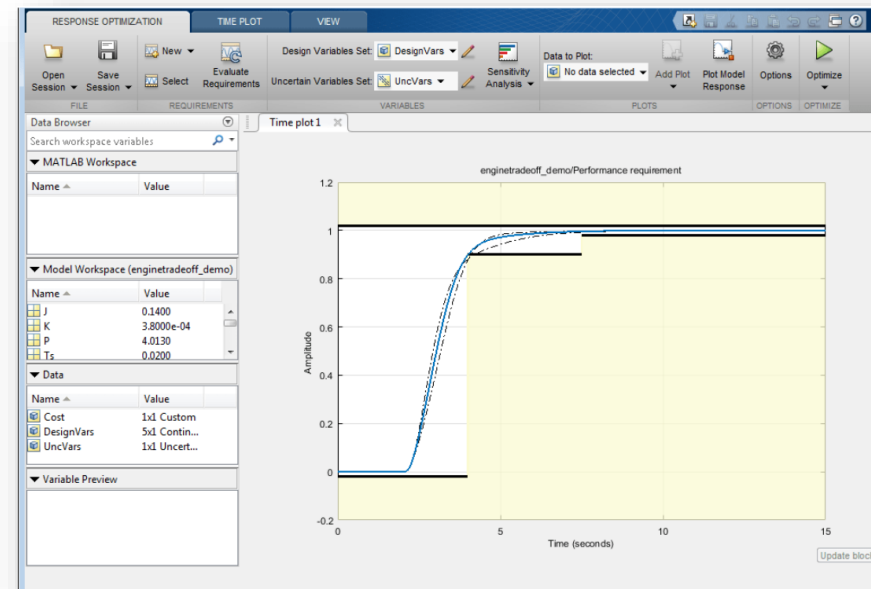 RESPONSE OPTIMIZATION TIME PLOT VIEW
Open Session
Save Session
New
Select
Evaluate Requirements
Design Variables Set: DesignVars
Uncertain Variables Set: UncVars
Sensitivity Analysis
Data to Plot:
No data selected
Add Plot
Plot Model Response
Options
Optimize
FILE REQUIREMENTS VARIABLES PLOTS OPTIONS OPTIMIZE
Data Browser
Search workspace variables
MATLAB Workspace
Name Value
Model Workspace (enginetradeoff_demo)
Name Value
J 0.1400
K 3.8000e-04
P 4.0130
Ts 0.0200
Data
Name Value
Cost 1x1 Custom
DesignVars 5x1 Contin...
UncVars 1x1 Uncert...
Variable Preview
Time plot 1
enginetradeoff_demo/Performance requirement
1.2
1
0.8
0.6
0.4
0.2
0
-0.2
Amplitude
0 5 10 15
Time (seconds)
Update bloc